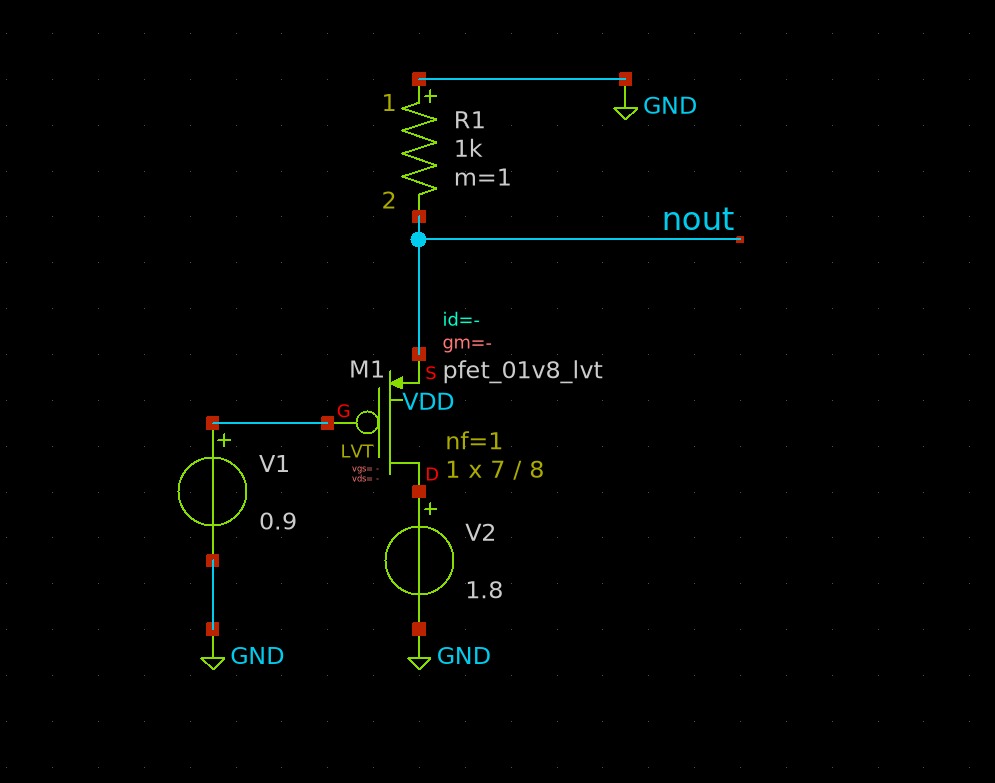 1
+
GND
R1
1k
m=1
2
nout
id=-
gm=-
M1
S
pfet_01v8_lvt
VDD
G
+
LVT
nf=1
V1
vgs= -
D
1 x 7 / 8
vds= -
+
0.9
V2
1.8
GND
GND